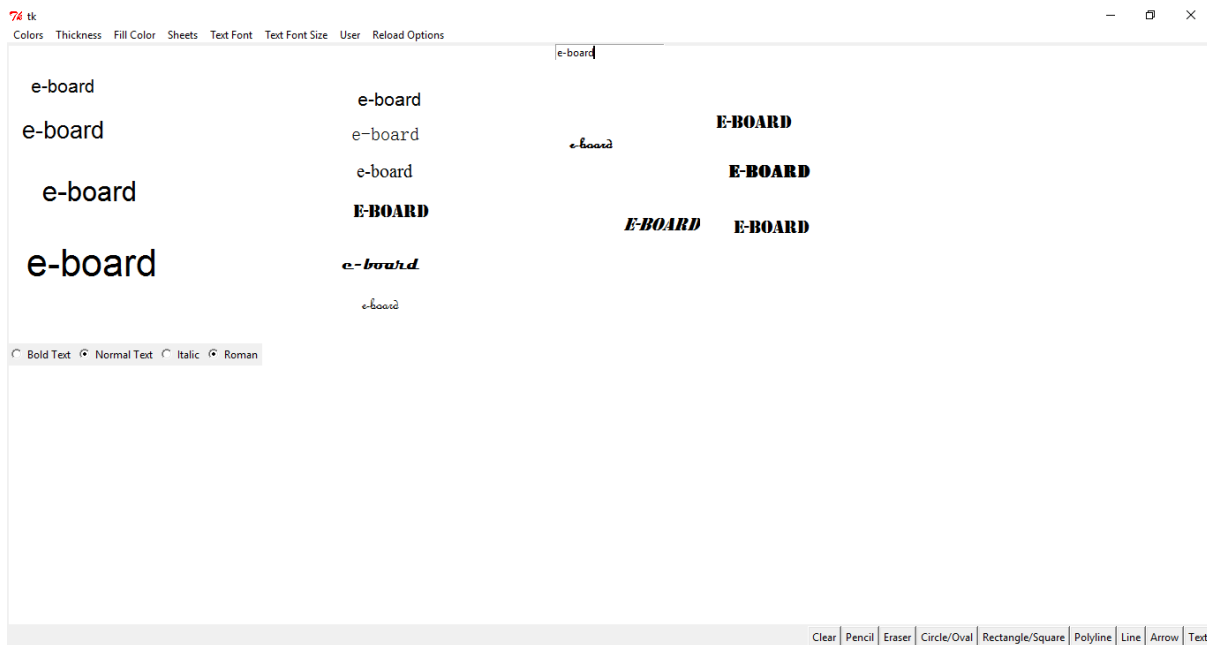 tk
Colors Thickness Fill Color Sheets Text Font Text Font Size User Reload Options
e-board
e-board
e-board
e-board
e-board
e-board
e-board
e-board
E-BOARD
e-board
e-board
e-board
E-BOARD
E-BOARD
E-BOARD
E-BOARD
Bold Text Normal Text Italic Roman
Clear Pencil Eraser Circle/Oval Rectangle/Square Polyline Line Arrow Text